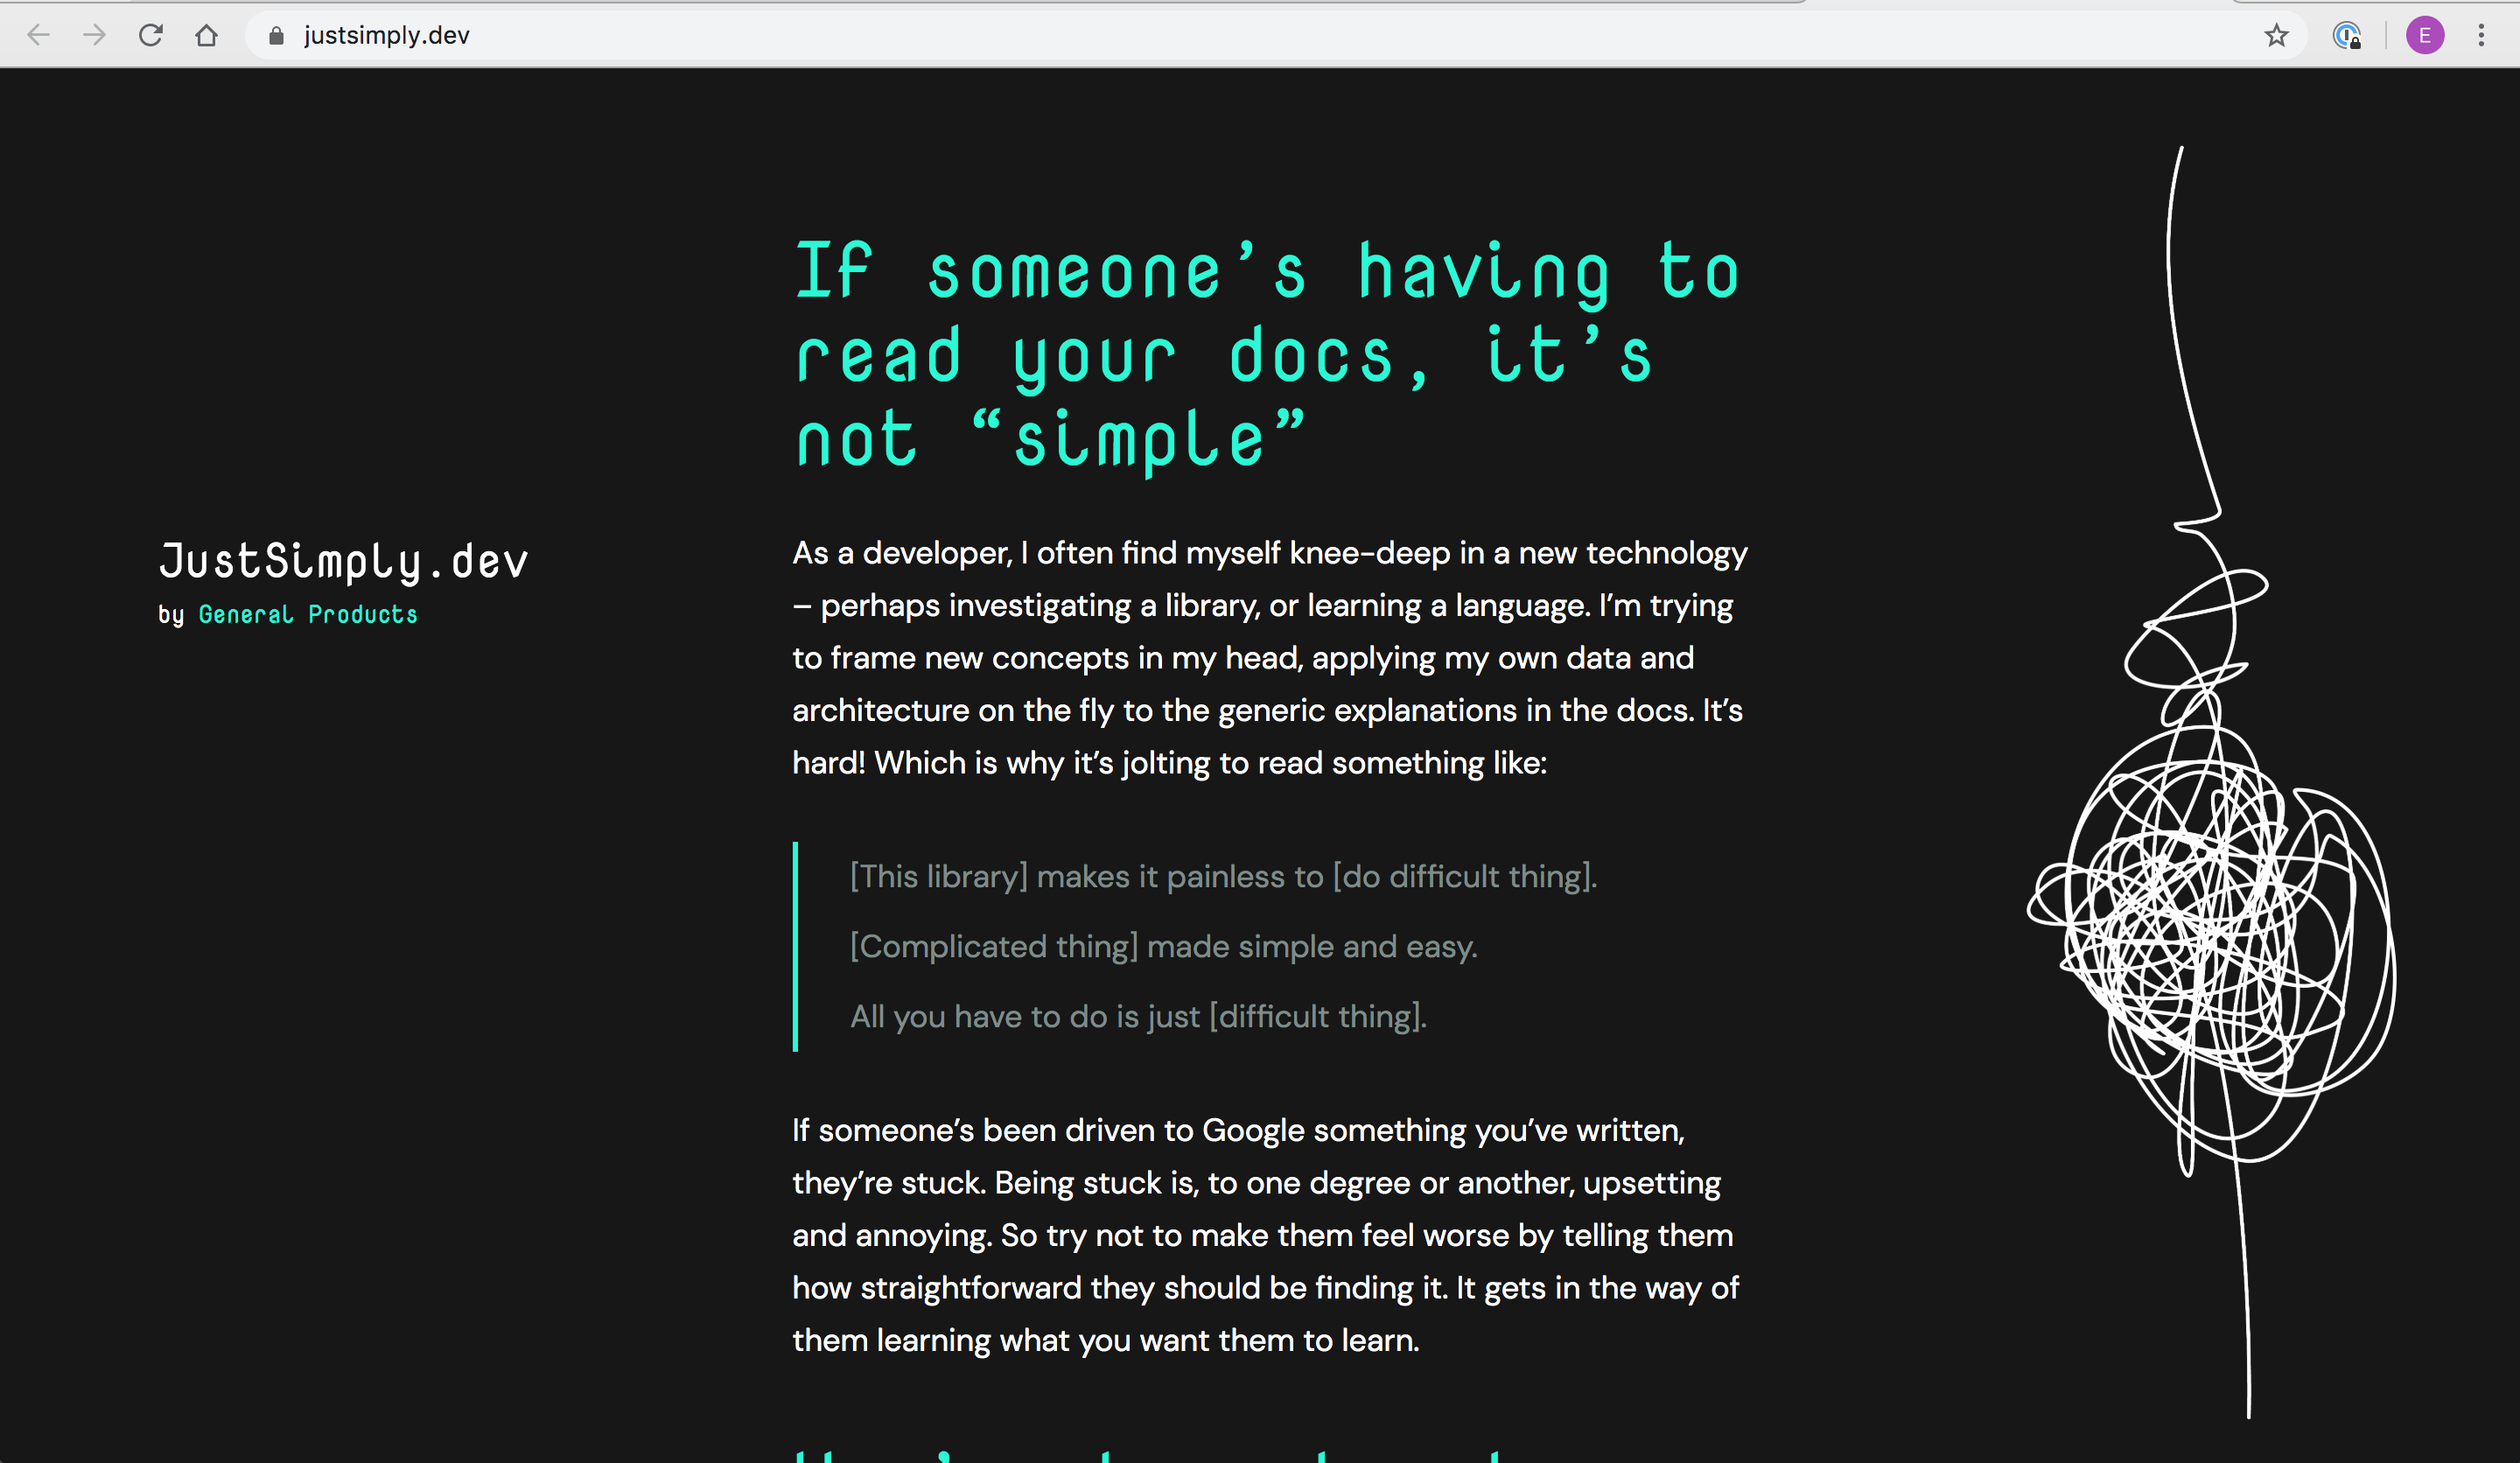 justsimply.dev
E
If someone’s having to
read your docs, it’s
not “simple”
JustSimply.dev
by General Products
As a developer, I often find myself knee-deep in a new technology
– perhaps investigating a library, or learning a language. I’m trying
to frame new concepts in my head, applying my own data and
architecture on the fly to the generic explanations in the docs. It’s
hard! Which is why it’s jolting to read something like:
[This library] makes it painless to [do difficult thing].
[Complicated thing] made simple and easy.
All you have to do is just [difficult thing].
If someone’s been driven to Google something you’ve written,
they’re stuck. Being stuck is, to one degree or another, upsetting
and annoying. So try not to make them feel worse by telling them
how straightforward they should be finding it. It gets in the way of
them learning what you want them to learn.